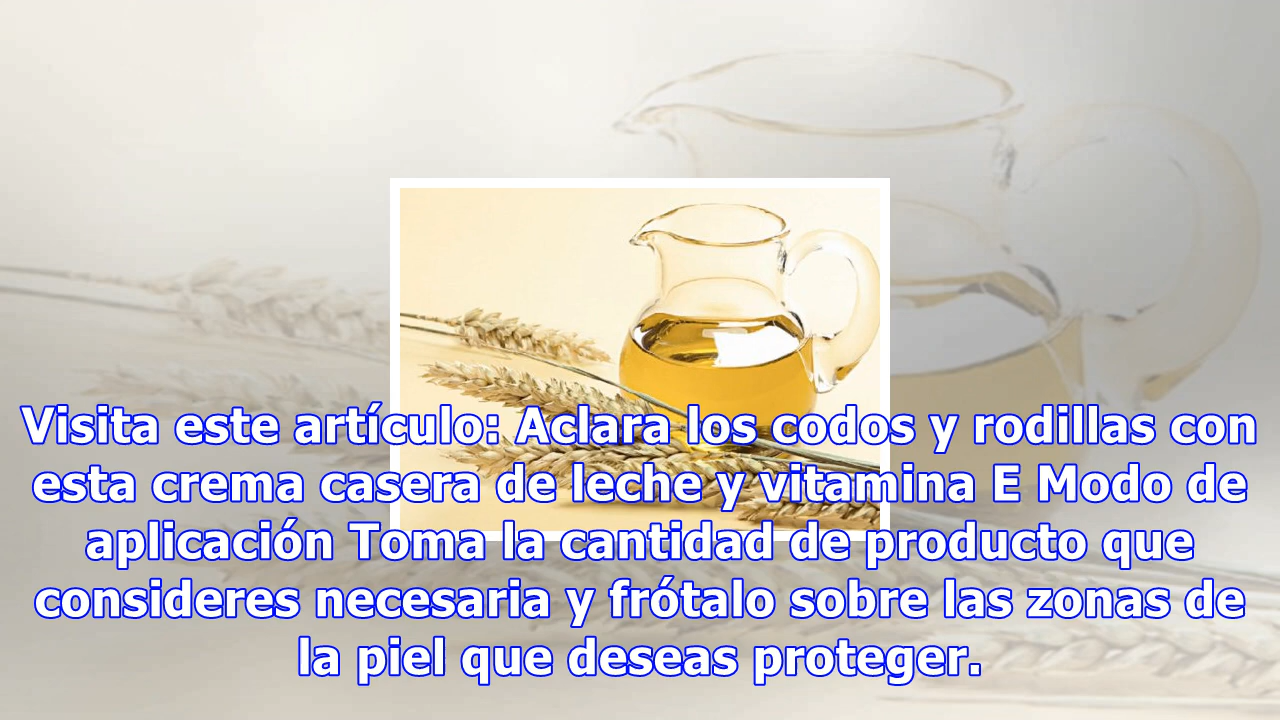 Visita este artículo: Aclara los codos y rodillas con
esta crema casera de leche y vitamina E Modo de
aplicación Toma la cantidad de producto que
consideres necesaria y frótalo sobre las zonas de
la piel que deseas proteger.